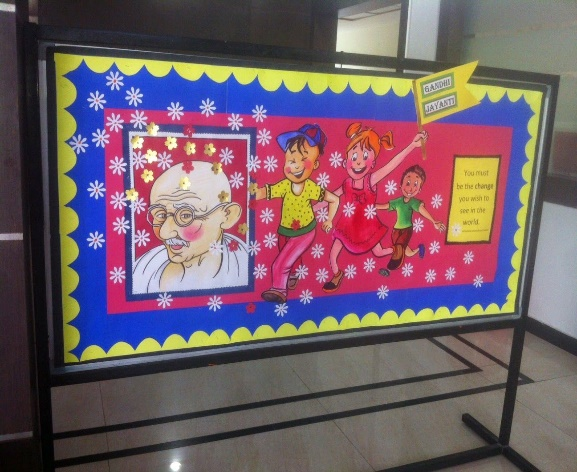 GANDHI
JAYANTI
You must
be the change
you wish to
see in the
world.